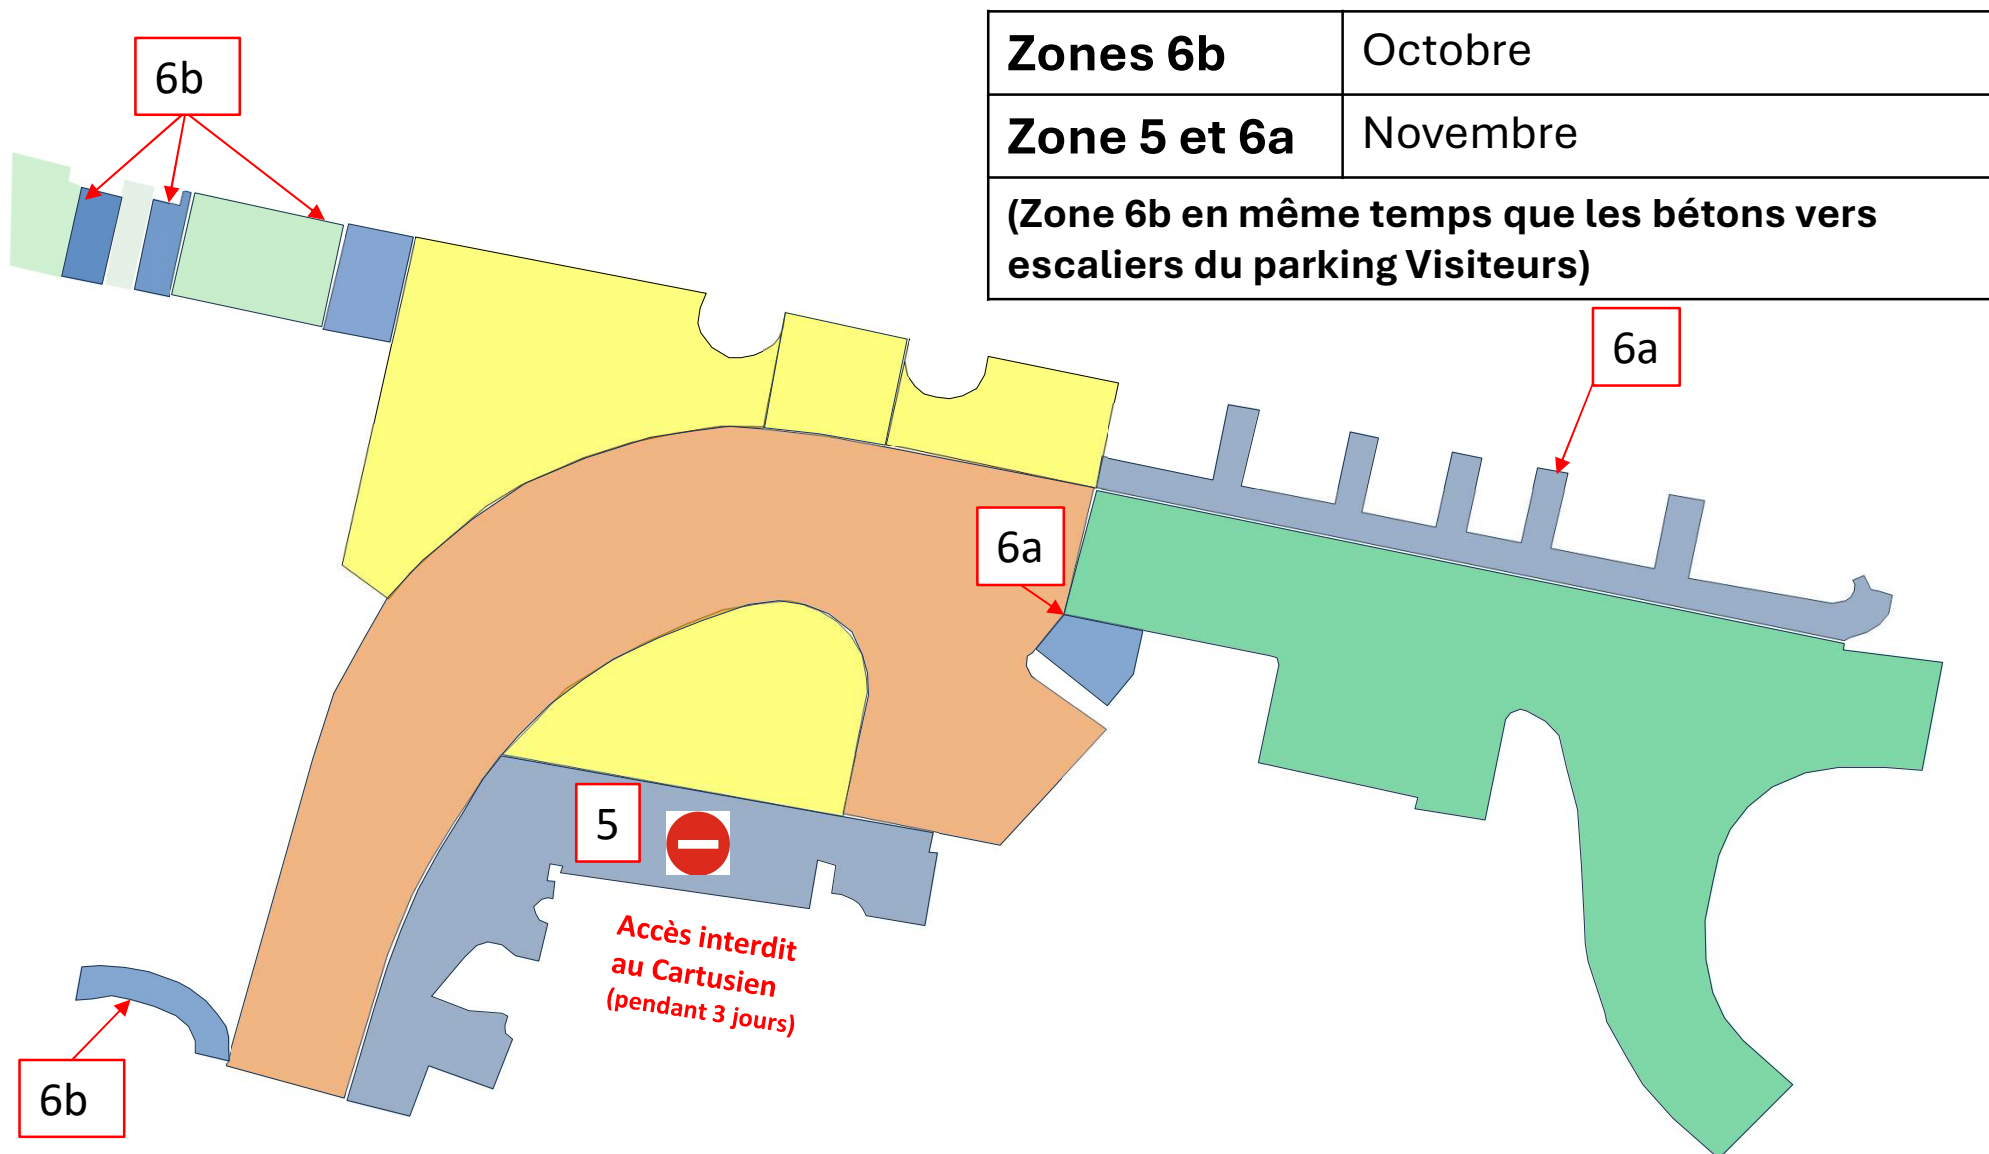 Zones 6b Octobre
Zone 5 et 6a Novembre
(Zone 6b en même temps que les bétons vers
escaliers du parking Visiteurs)
6b
6a
6a
5
Accès interdit
au Cartusien
(pendant 3 jours)
6b